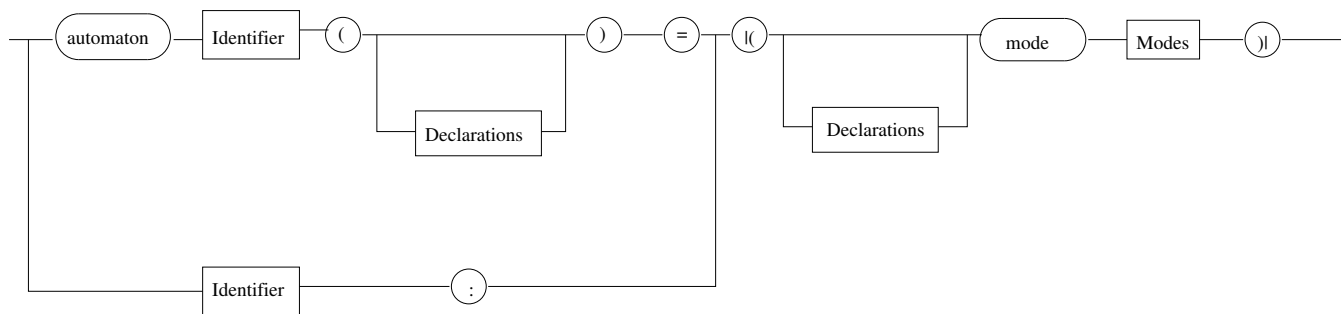 automaton Identifier ( ) = |( mode Modes )|
Declarations Declarations
Identifier :